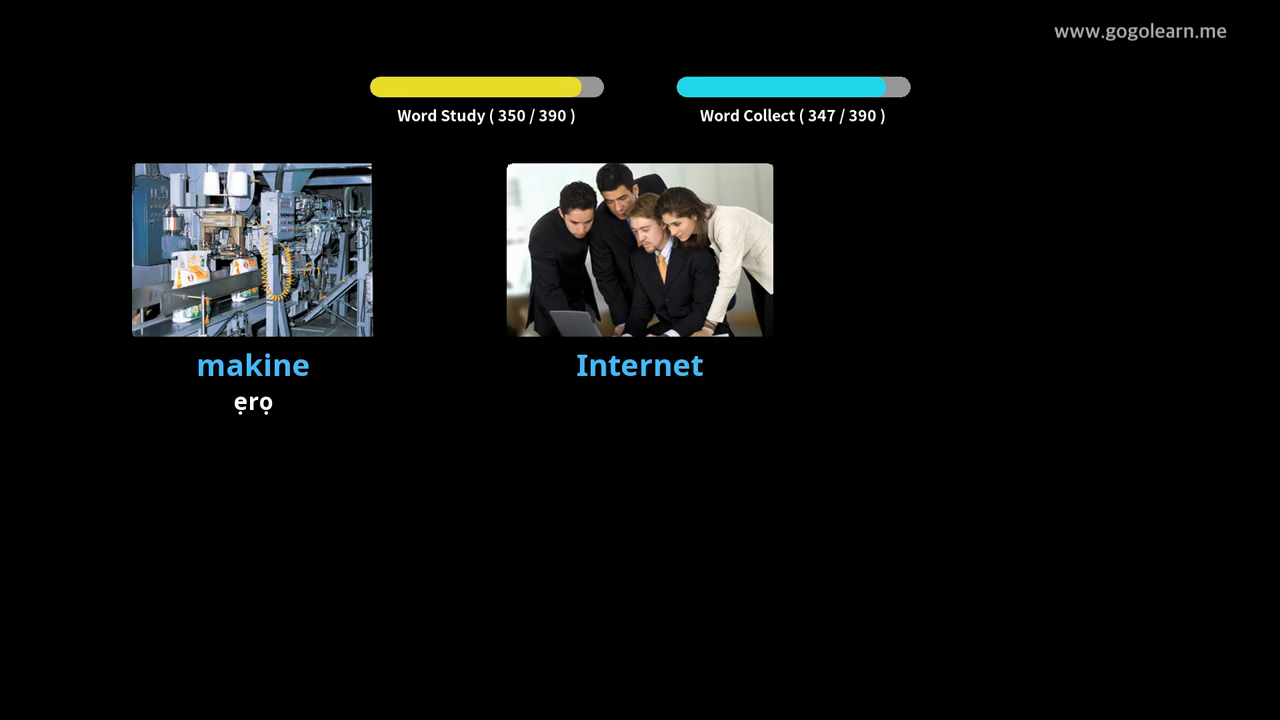 www.gogolearn.me
Word Study ( 350 / 390 )
Word Collect ( 347 / 390 )
makine
Internet
ẹrọ